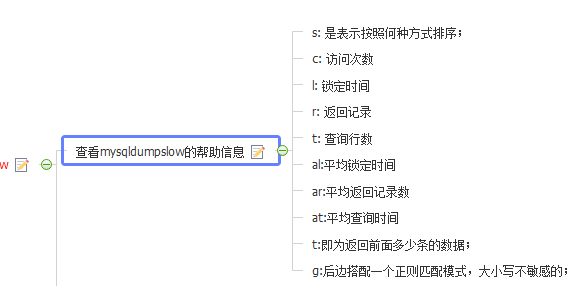 w
查看mysqldumpslow的帮助信息
s: 是表示按照何种方式排序；
c: 访问次数
l: 锁定时间
r: 返回记录
t: 查询行数
al:平均锁定时间
ar:平均返回记录数
at:平均查询时间
t:即为返回前面多少条的数据；
g:后边搭配一个正则匹配模式，大小写不敏感的；